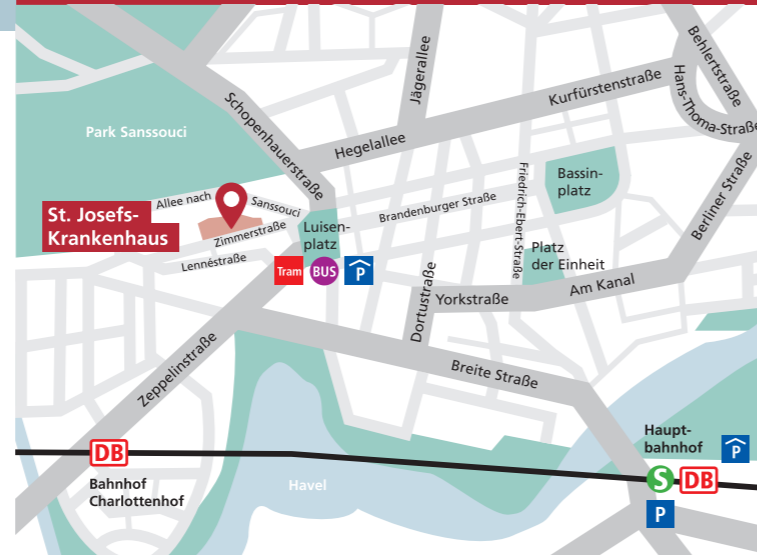 Behlertstraße
Jägerallee
Kurfürstenstraße
Hans-Thoma-Straße
Schopenhauerstraße
Park Sanssouci
Hegelallee
Berliner Straße
Friedrich-Ebert-Straße
Bassin-
platz
Allee nach
Sanssouci
St. Josefs-
Krankenhaus
Zimmerstraße
Brandenburger Straße
Luisen-
platz
Lennéstraße
Tram
BUS
P
Platz
der Einheit
Dortustraße
Yorkstraße
Am Kanal
Zeppelinstraße
Breite Straße
Haupt-
bahnhof
P
DB
Bahnhof
Charlottenhof
Havel
S
DB
P